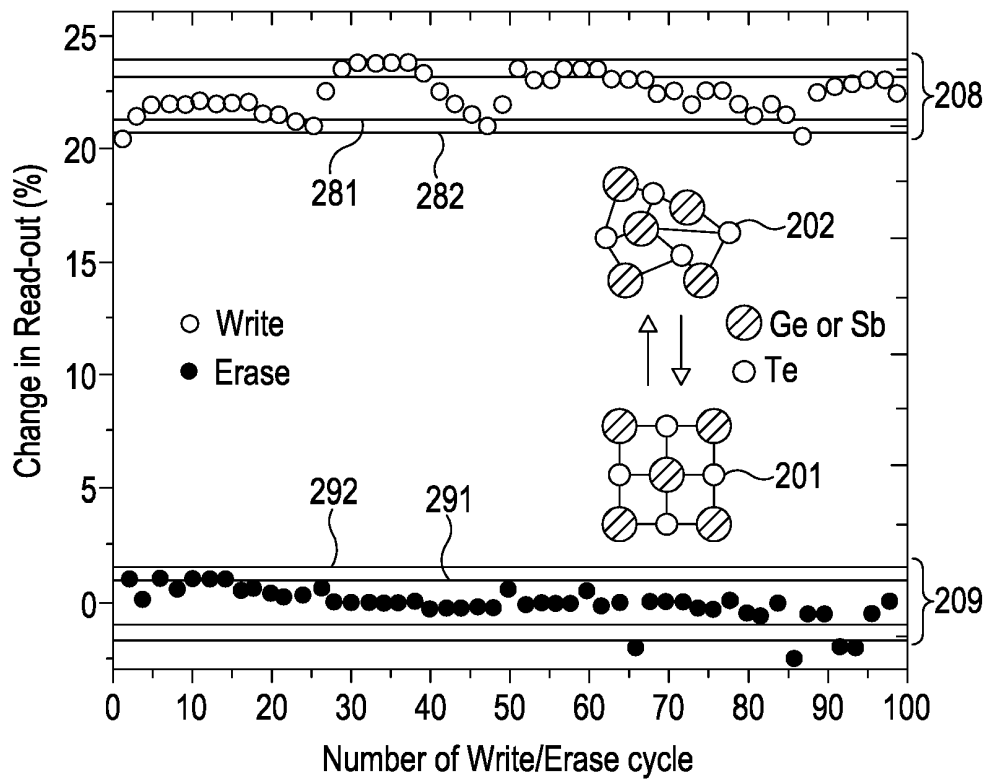 25
20
15
10
5
0
Change in Read-out (%)
208
281
282
202
Write
Erase
Ge or Sb
Te
201
292
291
209
0 10 20 30 40 50 60 70 80 90 100
Number of Write/Erase cycle